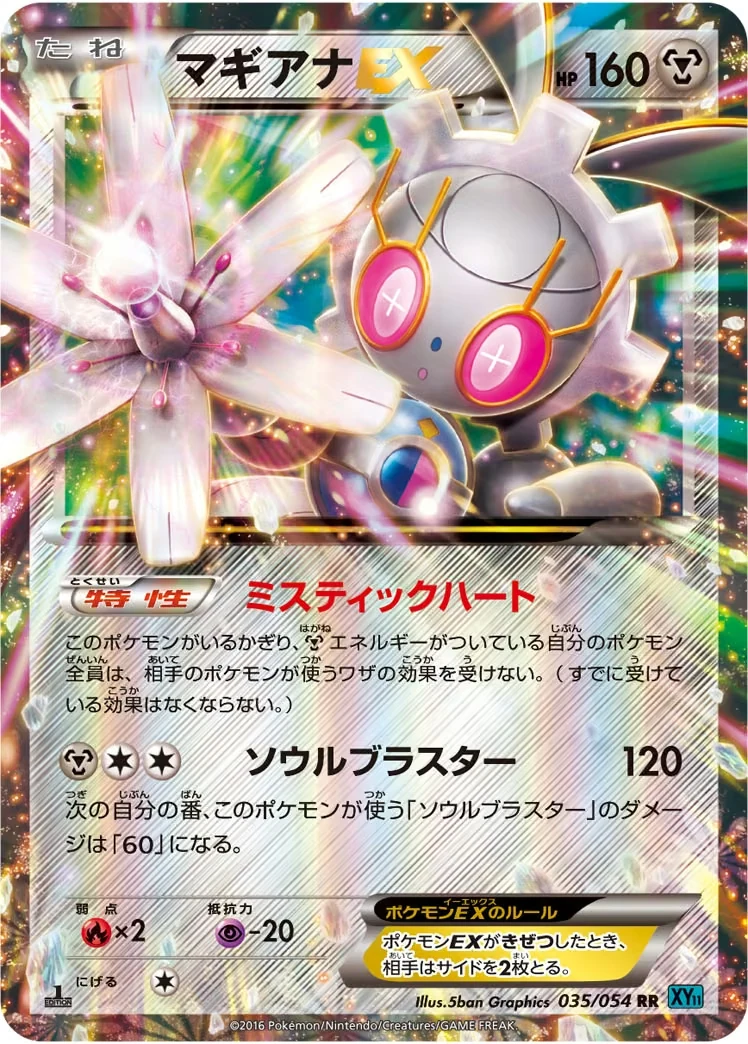 たね マギアナEX HP160
とくせい
特性 ミスティックハート
このポケモンがいるかぎり、エネルギーがついている自分のポケモン
全員は、相手のポケモンが使うワザの効果を受けない。(すでに受けて
いる効果はなくならない。)
ソウルブラスター 120
次の自分の番、このポケモンが使う「ソウルブラスター」のダメー
ジは「60」になる。
弱点 抵抗力
×2 -20
イーエックス
ポケモンEXのルール
ポケモンEXがきぜつしたとき、
相手はサイドを2枚とる。
にげる
1 EDITION
Illus.5ban Graphics 035/054 RR XY11
©2016 Pokémon/Nintendo/Creatures/GAME FREAK.